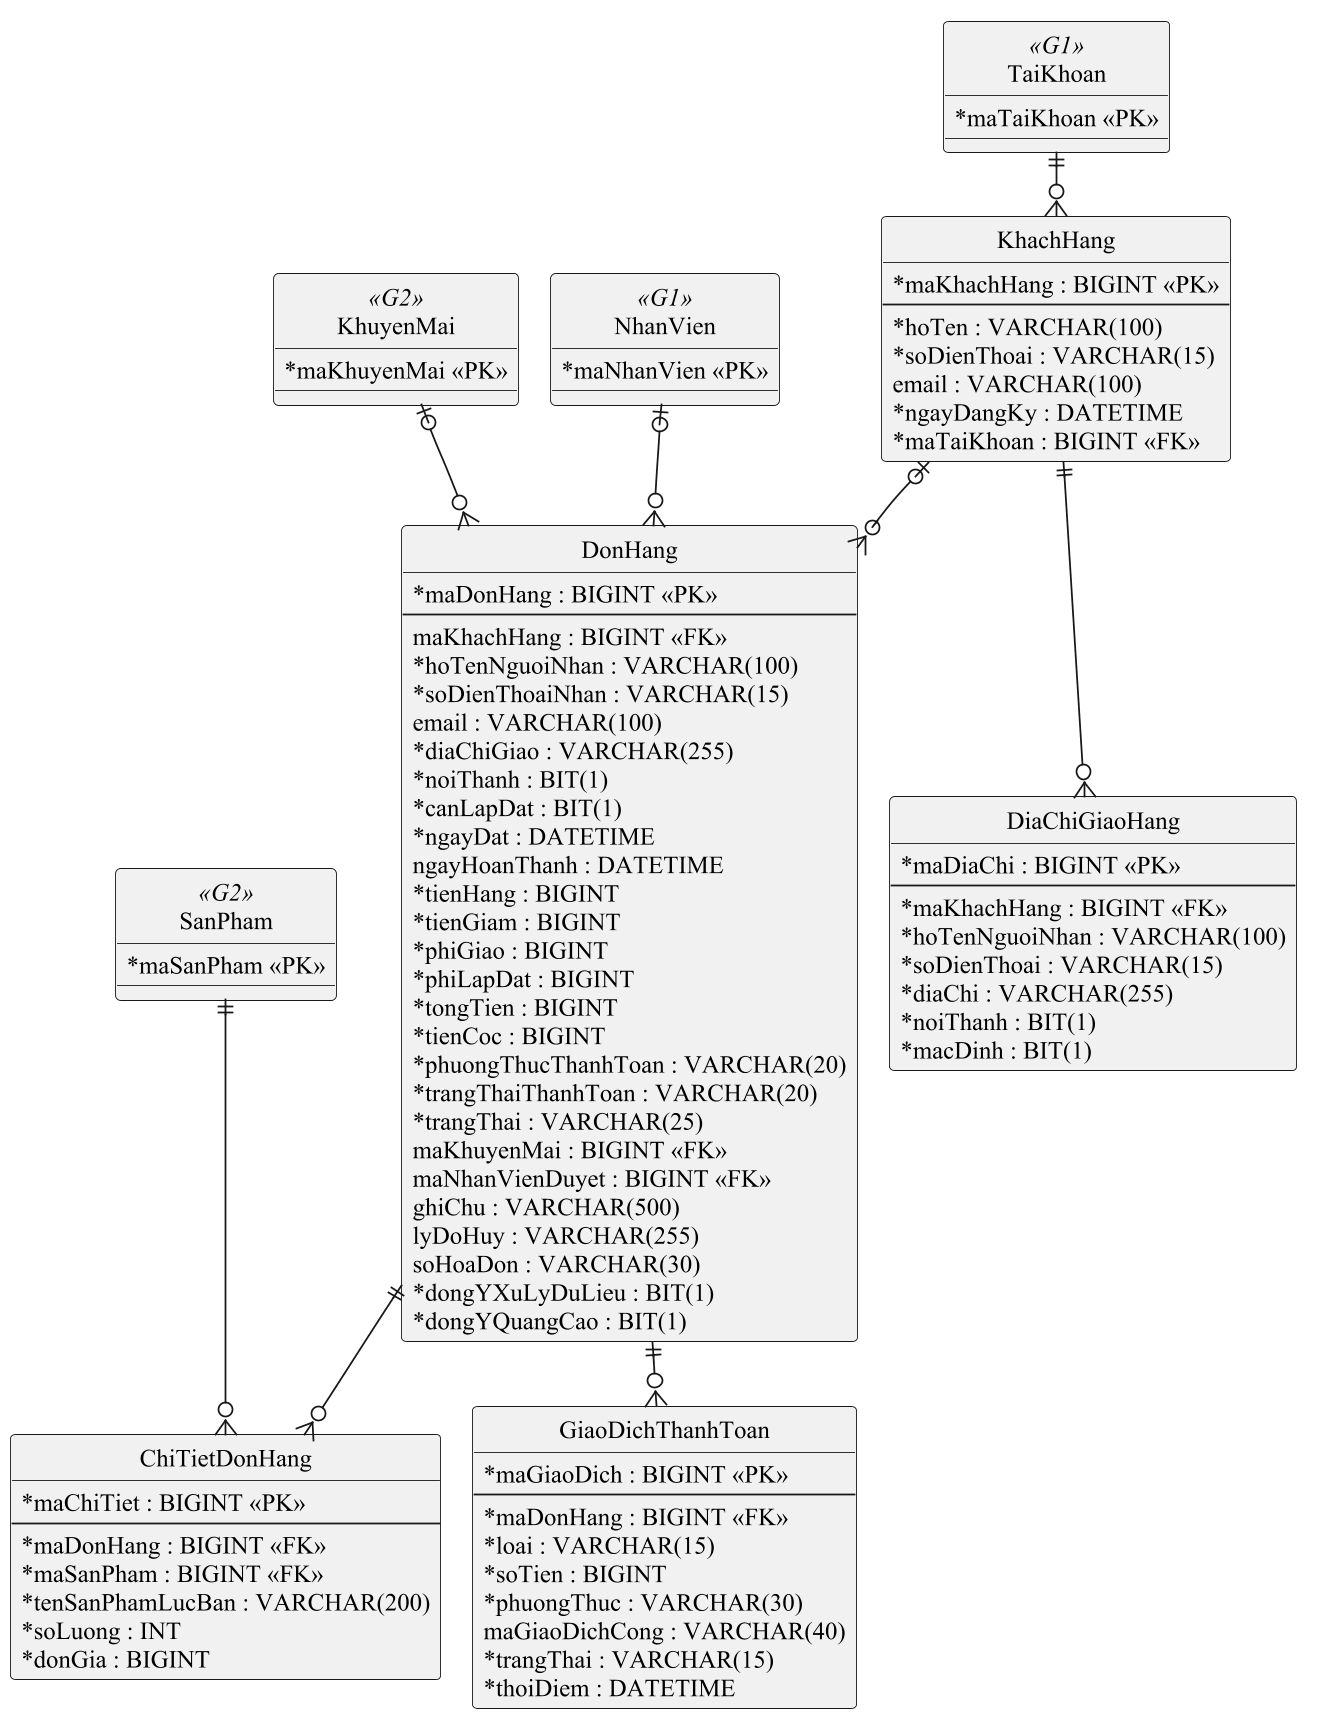 «G1»
TaiKhoan
*maTaiKhoan «PK»
KhachHang
*maKhachHang : BIGINT «PK»
*hoTen : VARCHAR(100)
*soDienThoai : VARCHAR(15)
email : VARCHAR(100)
*ngayDangKy : DATETIME
*maTaiKhoan : BIGINT «FK»
«G2»
KhuyenMai
*maKhuyenMai «PK»
«G1»
NhanVien
*maNhanVien «PK»
DonHang
*maDonHang : BIGINT «PK»
maKhachHang : BIGINT «FK»
*hoTenNguoiNhan : VARCHAR(100)
*soDienThoaiNhan : VARCHAR(15)
email : VARCHAR(100)
*diaChiGiao : VARCHAR(255)
*noiThanh : BIT(1)
*canLapDat : BIT(1)
*ngayDat : DATETIME
ngayHoanThanh : DATETIME
*tienHang : BIGINT
*tienGiam : BIGINT
*phiGiao : BIGINT
*phiLapDat : BIGINT
*tongTien : BIGINT
*tienCoc : BIGINT
*phuongThucThanhToan : VARCHAR(20)
*trangThaiThanhToan : VARCHAR(20)
*trangThai : VARCHAR(25)
maKhuyenMai : BIGINT «FK»
maNhanVienDuyet : BIGINT «FK»
ghiChu : VARCHAR(500)
lyDoHuy : VARCHAR(255)
soHoaDon : VARCHAR(30)
*dongYXuLyDuLieu : BIT(1)
*dongYQuangCao : BIT(1)
DiaChiGiaoHang
*maDiaChi : BIGINT «PK»
*maKhachHang : BIGINT «FK»
*hoTenNguoiNhan : VARCHAR(100)
*soDienThoai : VARCHAR(15)
*diaChi : VARCHAR(255)
*noiThanh : BIT(1)
*macDinh : BIT(1)
«G2»
SanPham
*maSanPham «PK»
ChiTietDonHang
*maChiTiet : BIGINT «PK»
*maDonHang : BIGINT «FK»
*maSanPham : BIGINT «FK»
*tenSanPhamLucBan : VARCHAR(200)
*soLuong : INT
*donGia : BIGINT
GiaoDichThanhToan
*maGiaoDich : BIGINT «PK»
*maDonHang : BIGINT «FK»
*loai : VARCHAR(15)
*soTien : BIGINT
*phuongThuc : VARCHAR(30)
maGiaoDichCong : VARCHAR(40)
*trangThai : VARCHAR(15)
*thoiDiem : DATETIME